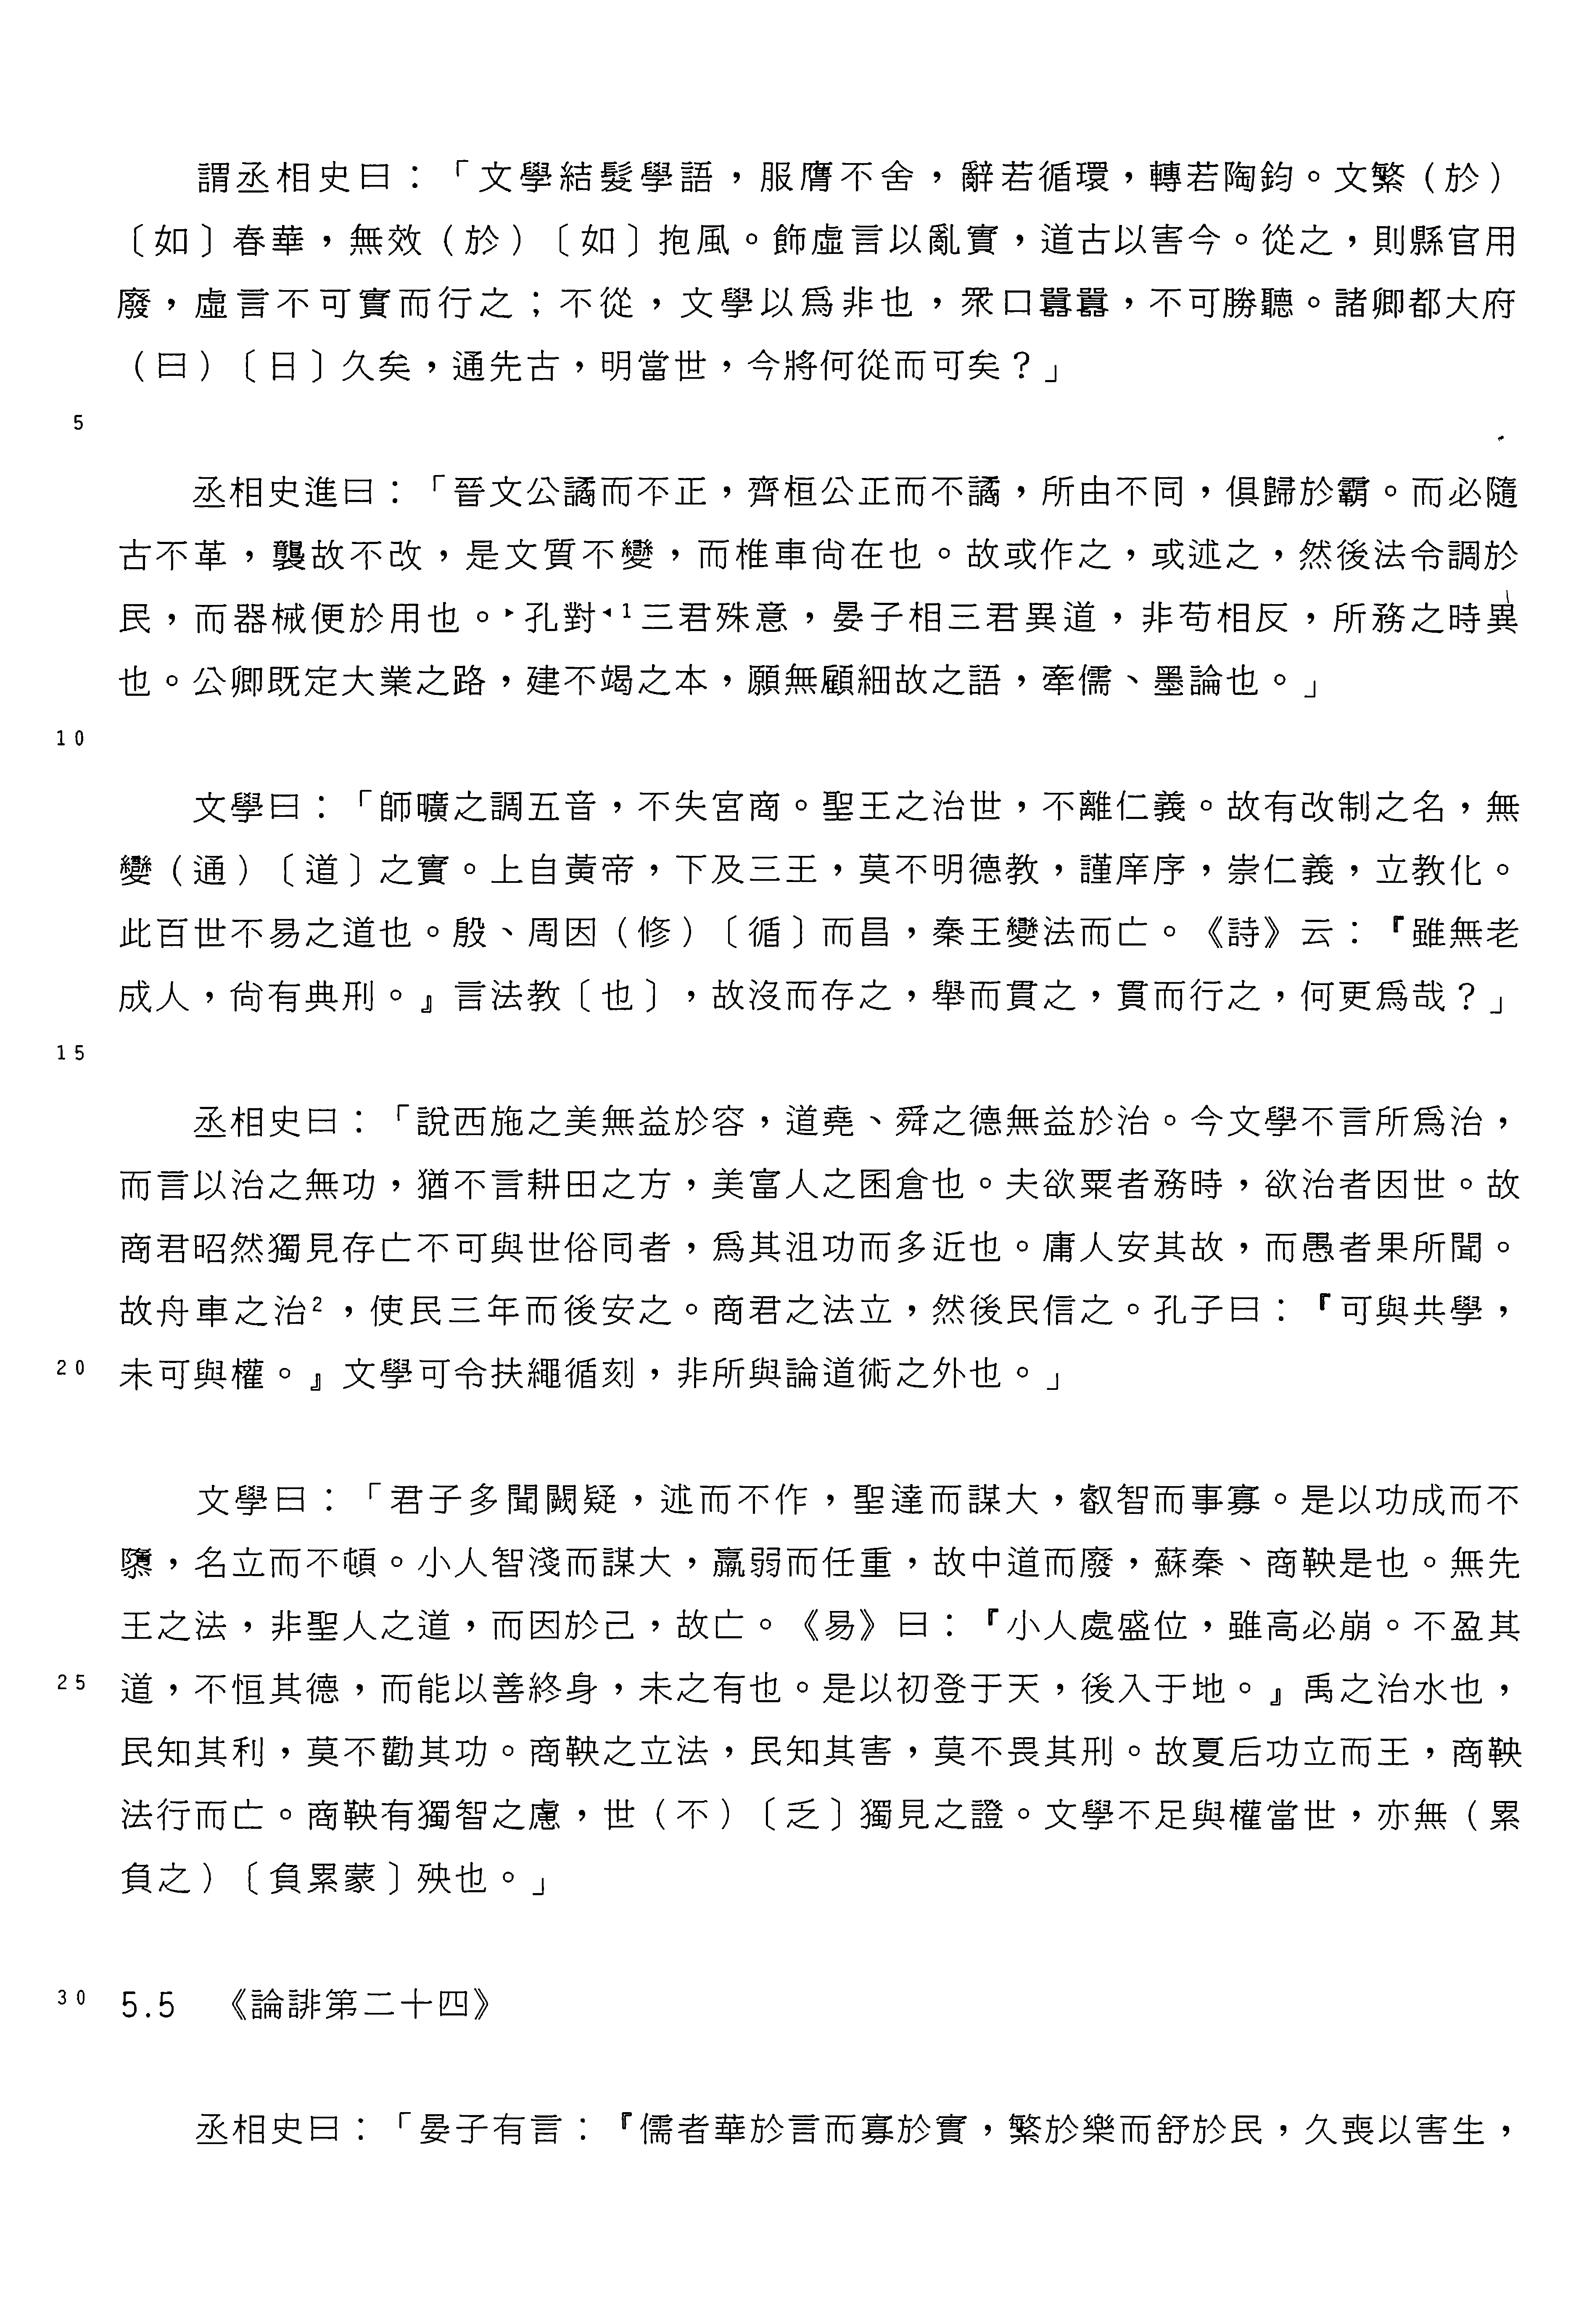 謂丞相史曰：「文學結髮學語，服膺不舍，辭若循環，轉若陶鈞。文繁（於）
〔如〕春華，無效（於）〔如〕抱風。飾虛言以亂實，道古以害今。從之，則縣官用
廢，虛言不可實而行之；不從，文學以爲非也，眾口囂囂，不可勝聽。諸卿都大府
（曰）〔日〕久矣，通先古，明當世，今將何從而可矣？」
5
丞相史進曰：「晉文公譎而不正，齊桓公正而不譎，所由不同，俱歸於霸。而必隨
古不革，襲故不改，是文質不變，而椎車尚在也。故或作之，或述之，然後法令調於
民，而器械便於用也。▸孔對◂1三君殊意，晏子相三君異道，非苟相反，所務之時異
也。公卿既定大業之路，建不竭之本，願無顧細故之語，牽儒、墨論也。」
10
文學曰：「師曠之調五音，不失宮商。聖王之治世，不離仁義。故有改制之名，無
變（通）〔道〕之實。上自黃帝，下及三王，莫不明德教，謹庠序，崇仁義，立教化。
此百世不易之道也。殷、周因（修）〔循〕而昌，秦王變法而亡。《詩》云：『雖無老
成人，尚有典刑。』言法教〔也〕，故沒而存之，舉而貫之，貫而行之，何更爲哉？」
15
丞相史曰：「說西施之美無益於容，道堯、舜之德無益於治。今文學不言所爲治，
而言以治之無功，猶不言耕田之方，美富人之囷倉也。夫欲粟者務時，欲治者因世。故
商君昭然獨見存亡不可與世俗同者，爲其沮功而多近也。庸人安其故，而愚者果所聞。
故舟車之治2，使民三年而後安之。商君之法立，然後民信之。孔子曰：『可與共學，
20 未可與權。』文學可令扶繩循刻，非所與論道術之外也。」
文學曰：「君子多聞闕疑，述而不作，聖達而謀大，叡智而事寡。是以功成而不
隳，名立而不頓。小人智淺而謀大，羸弱而任重，故中道而廢，蘇秦、商鞅是也。無先
王之法，非聖人之道，而因於己，故亡。《易》曰：『小人處盛位，雖高必崩。不盈其
25 道，不恒其德，而能以善終身，未之有也。是以初登于天，後入于地。』禹之治水也，
民知其利，莫不勸其功。商鞅之立法，民知其害，莫不畏其刑。故夏后功立而王，商鞅
法行而亡。商鞅有獨智之慮，世（不）〔乏〕獨見之證。文學不足與權當世，亦無（累
負之）〔負累蒙〕殃也。」
30 5.5 《論誹第二十四》
丞相史曰：「晏子有言：『儒者華於言而寡於實，繁於樂而舒於民，久喪以害生，